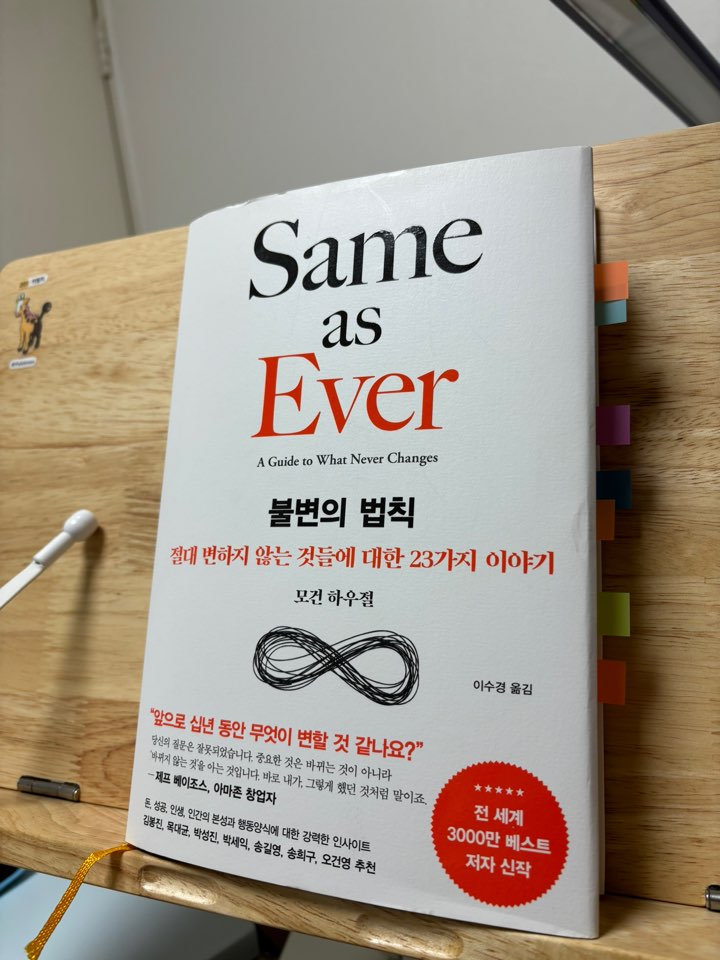 Same
as
Ever
A Guide to What Never Changes
불변의 법칙
절대 변하지 않는 것들에 대한 23가지 이야기
모건 하우절
이수경 옮김
“앞으로 십년 동안 무엇이 변할 것 같나요?”
당신의 질문은 잘못되었습니다. 중요한 것은 바뀌는 것이 아니라
‘바뀌지 않는 것’을 아는 것입니다. 바로 내가, 그렇게 했던 것처럼 말이죠.
― 제프 베이조스, 아마존 창업자
돈, 성공, 인생, 인간의 본성과 행동양식에 대한 강력한 인사이트
김봉진, 목대균, 박성진, 박세익, 송길영, 송희구, 오건영 추천
전 세계
3000만 베스트
저자 신작